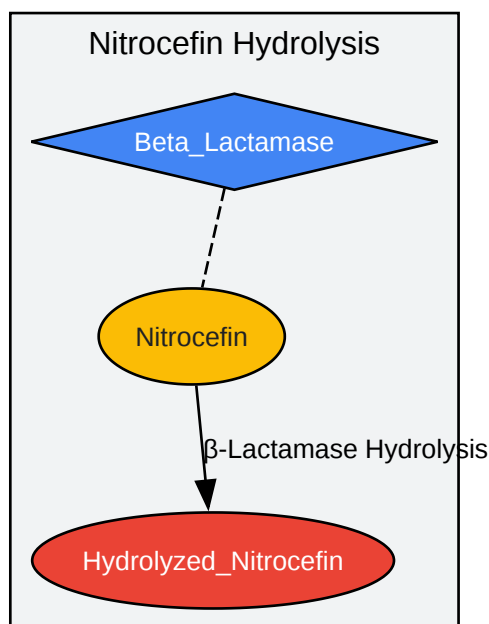 Nitrocefin Hydrolysis
Beta_Lactamase
Nitrocefin
β-Lactamase Hydrolysis
Hydrolyzed_Nitrocefin